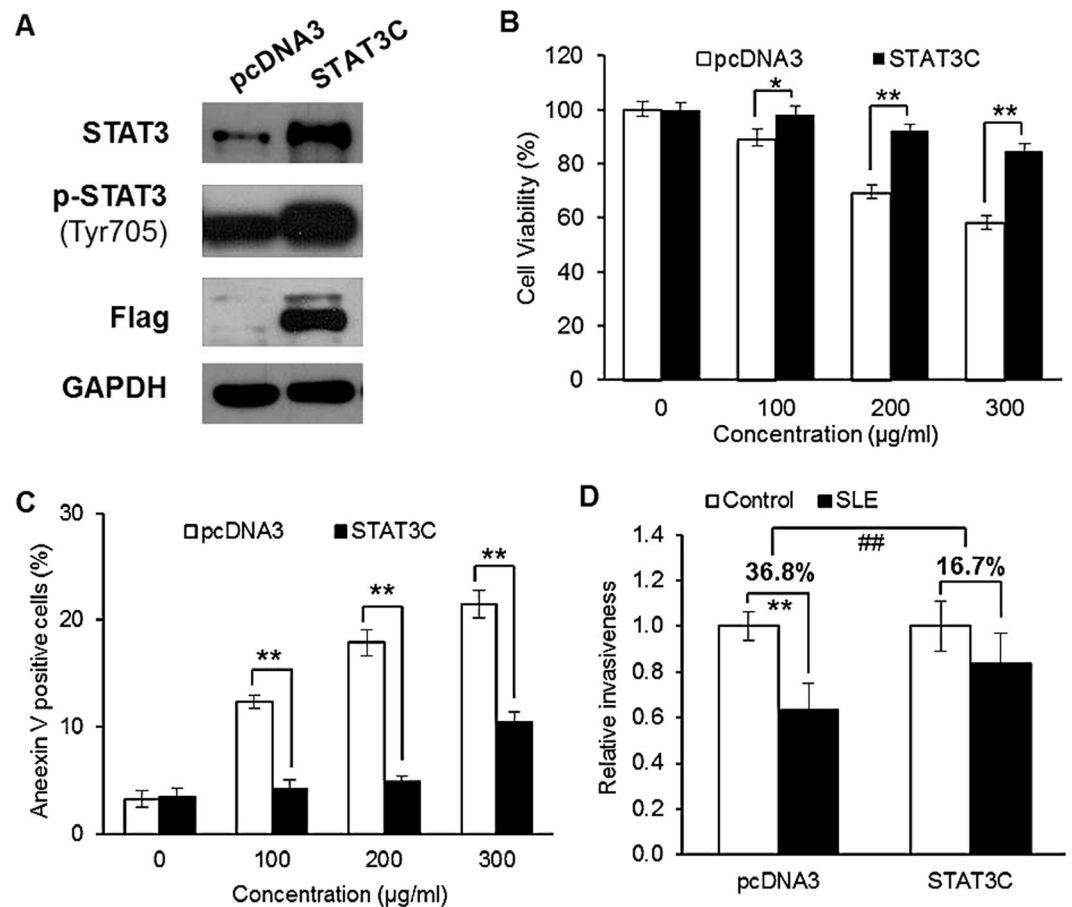 A
pcDNA3 STAT3C
STAT3
p-STAT3
(Tyr705)
Flag
GAPDH
B
pcDNA3 STAT3C
120
100
80
60
40
20
0
* ** **
Cell Viability (%)
0 100 200 300
Concentration (µg/ml)
C
pcDNA3 STAT3C
30
20
10
0
** ** **
Aneexin V positive cells (%)
0 100 200 300
Concentration (µg/ml)
D
Control SLE
1.4
1.2
1.0
0.8
0.6
0.4
0.2
0.0
##
36.8% 16.7%
**
Relative invasiveness
pcDNA3 STAT3C